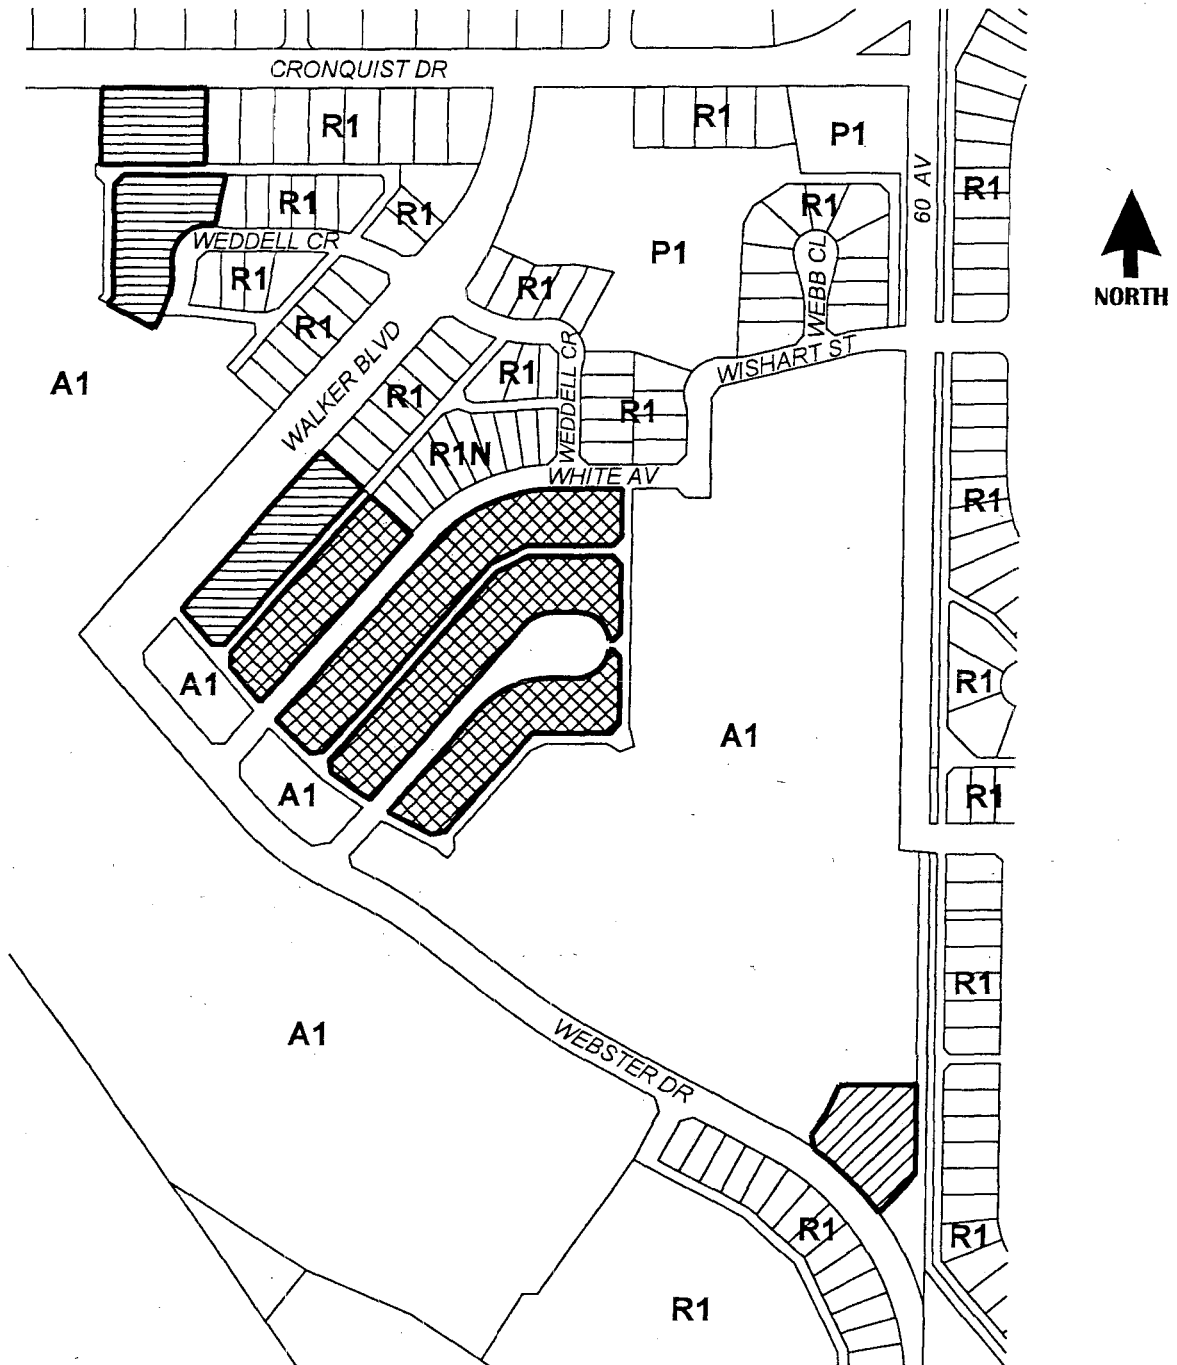 CRONQUIST DR
R1
R1
P1
60 AV
R1
R1
R1
R1
WEDDELL CR
P1
WEBB CL
R1
R1
NORTH
R1
WALKER BLVD
WEDDELL CR
WISHART ST
A1
R1
R1
R1
R1N
WHITE AV
R1
A1
R1
A1
A1
R1
R1
A1
WEBSTER DR
R1
R1
R1